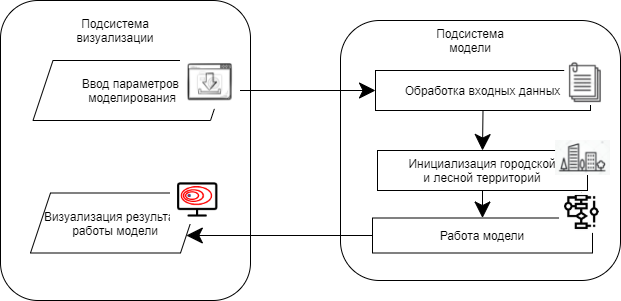 Подсистема
визуализации
Ввод параметров
моделирования
Визуализация результа
работы модели
Подсистема
модели
Обработка входных данных
Инициализация городской
и лесной территорий
Работа модели